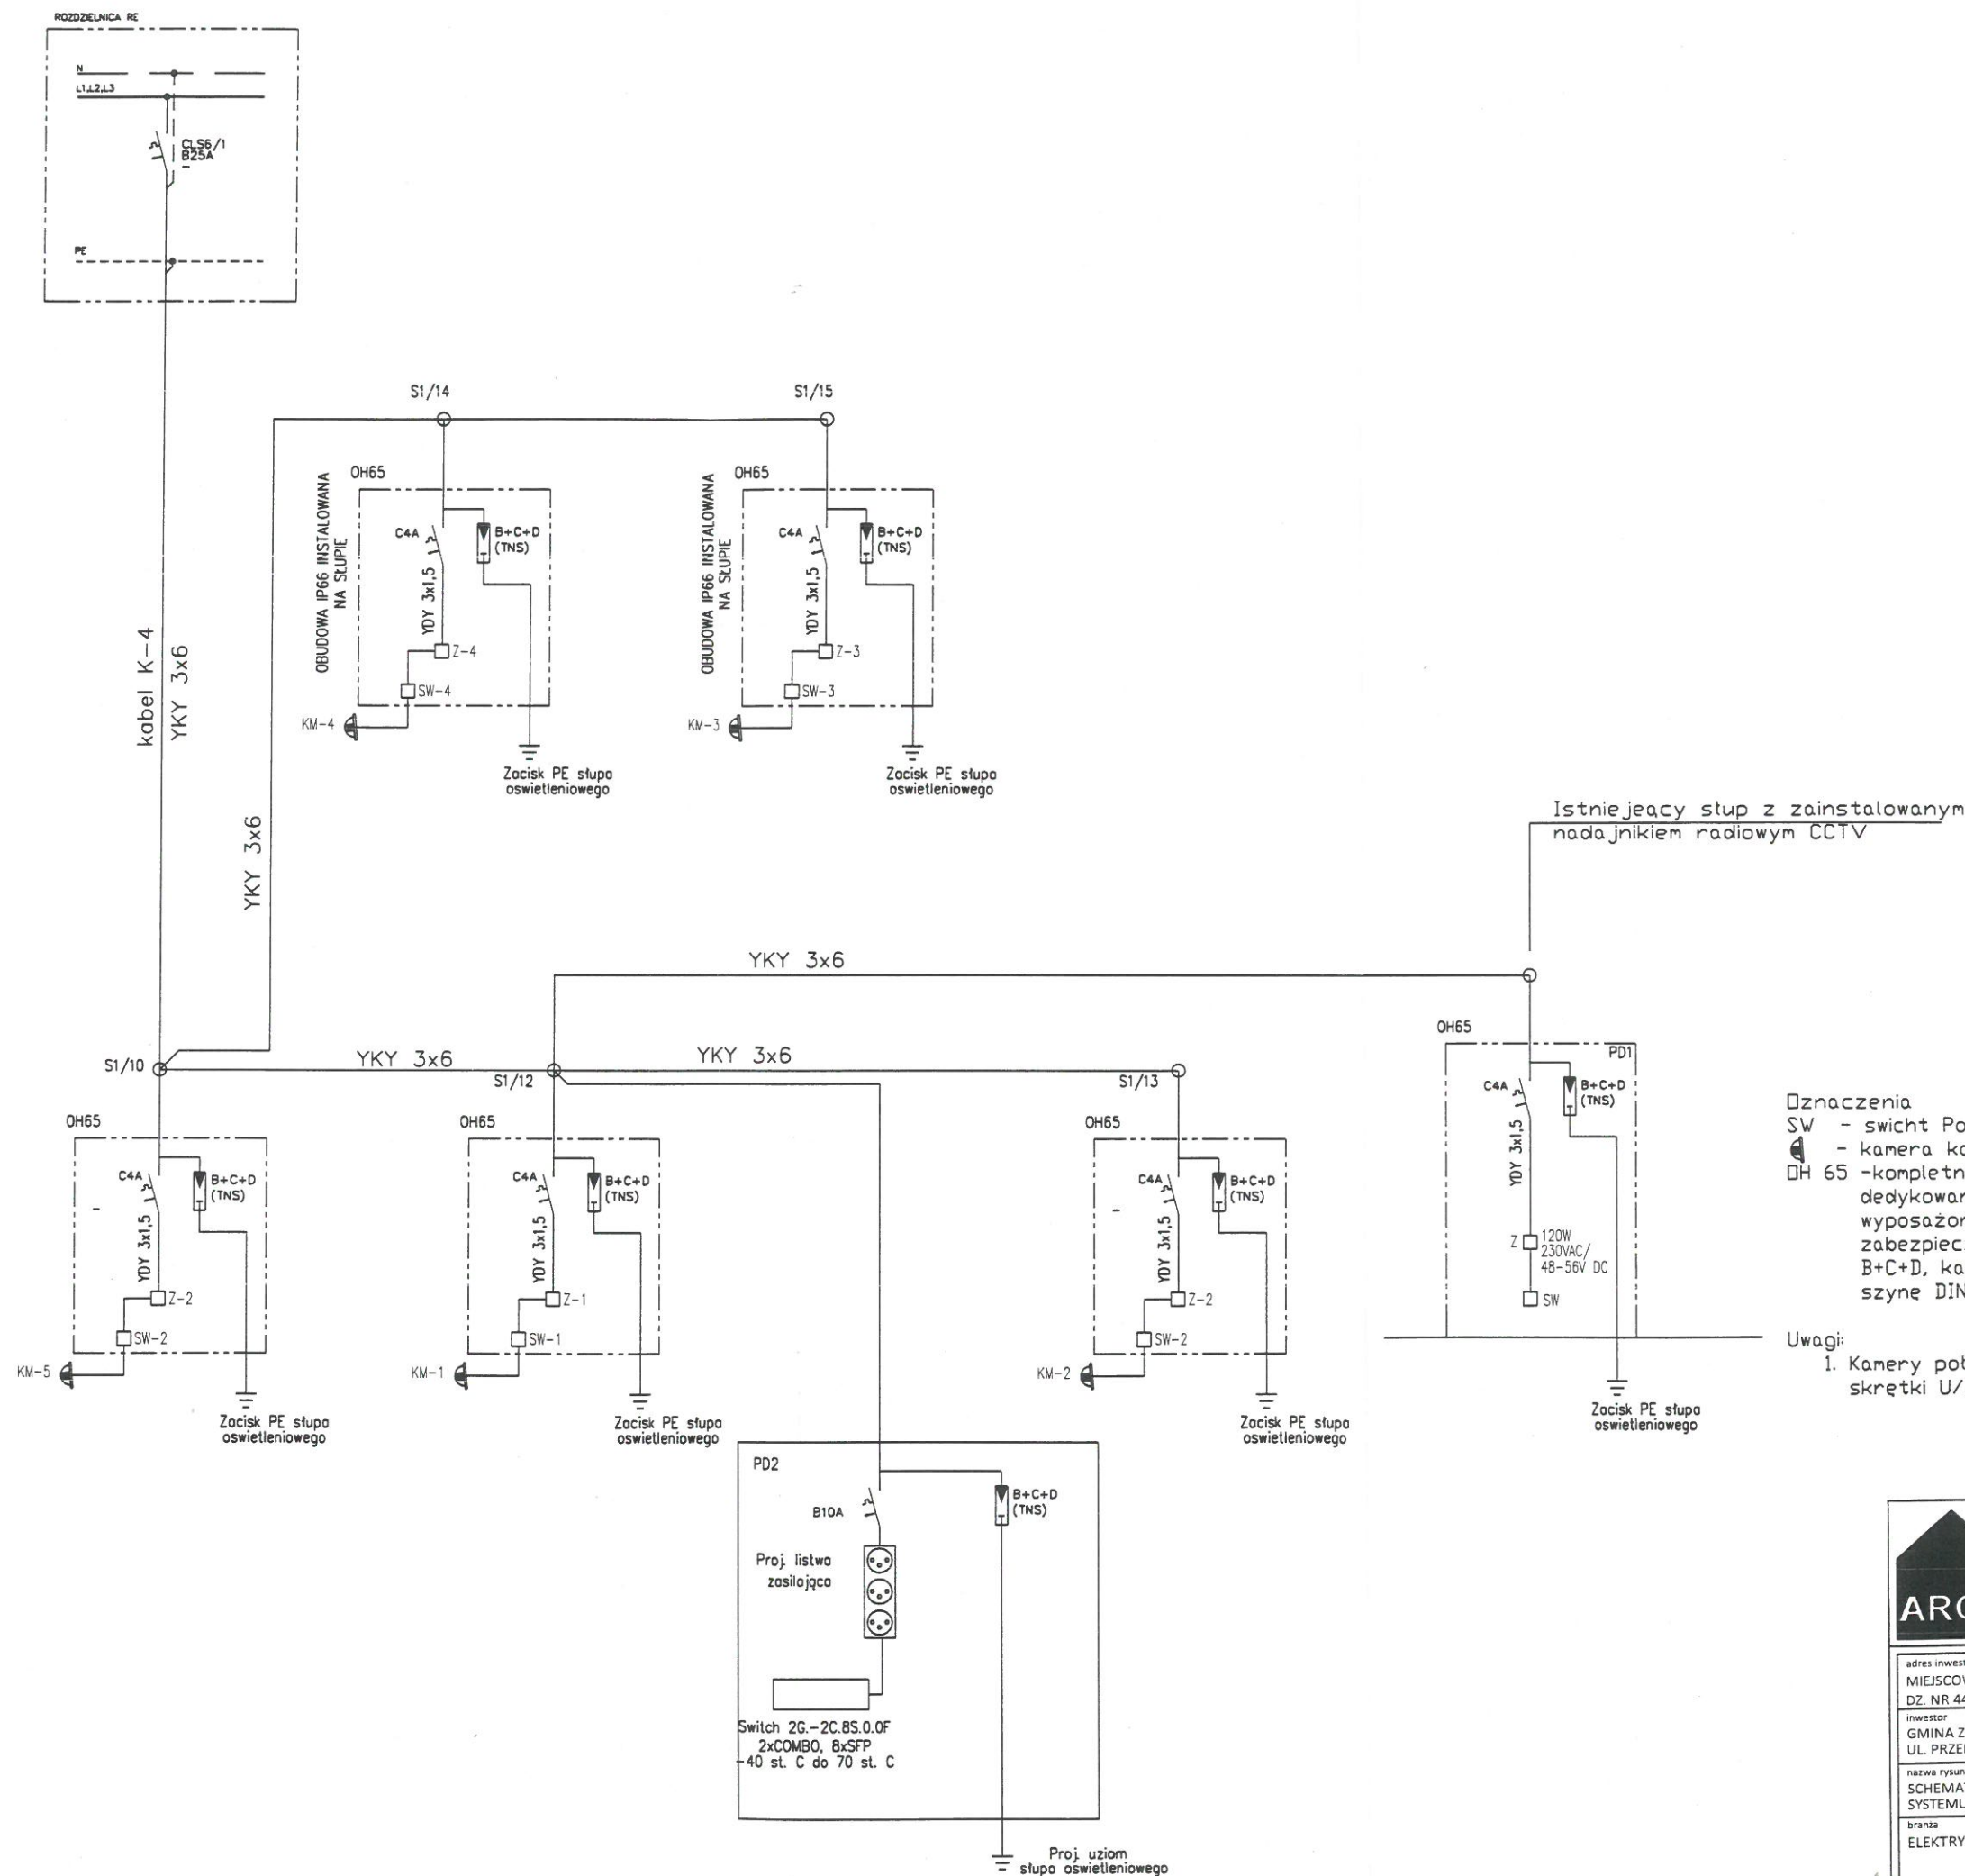 ROZDZIELNICA RE
N
L1,L2,L3
CLS6/1
B25A
PE
kabel K-4
YKY 3x6
YKY 3x6
S1/14
OH65
OBUDOWA IP66 INSTALOWANA
NA SŁUPIE
C4A
B+C+D
(TNS)
YDY 3x1,5
Z-4
SW-4
KM-4
Zacisk PE słupa
oswietleniowego
S1/15
OH65
OBUDOWA IP66 INSTALOWANA
NA SŁUPIE
C4A
B+C+D
(TNS)
YDY 3x1,5
Z-3
SW-3
KM-3
Zacisk PE słupa
oswietleniowego
Istniejeący słup z zainstalowanym
nadajnikiem radiowym CCTV
YKY 3x6
S1/10
YKY 3x6
S1/12
YKY 3x6
S1/13
OH65
C4A
B+C+D
(TNS)
YDY 3x1,5
Z-2
SW-2
KM-5
Zacisk PE słupa
oswietleniowego
OH65
C4A
B+C+D
(TNS)
YDY 3x1,5
Z-1
SW-1
KM-1
Zacisk PE słupa
oswietleniowego
OH65
C4A
B+C+D
(TNS)
YDY 3x1,5
Z-2
SW-2
KM-2
Zacisk PE słupa
oswietleniowego
OH65
PD1
C4A
B+C+D
(TNS)
YDY 3x1,5
Z
120W
230VAC/
48-56V DC
SW
Zacisk PE słupa
oswietleniowego
PD2
B10A
B+C+D
(TNS)
Proj. listwa
zasilająca
Switch 2G.-2C.8S.0.0F
2xCOMBO, 8xSFP
-40 st. C do 70 st. C
Proj. uziom
słupa oswietleniowego
Oznaczenia
SW - swicht Po
- kamera ko
OH 65 -kompletn
dedykowar
wyposażor
zabezpiec
B+C+D, ka
szynę DIN
Uwagi:
1. Kamery poł
skrętki U/
ARC
adres inwest
MIEJSCOW
DZ. NR 44
inwestor
GMINA Z
UL. PRZE
nazwa rysun
SCHEMA
SYSTEMU
branża
ELEKTRY